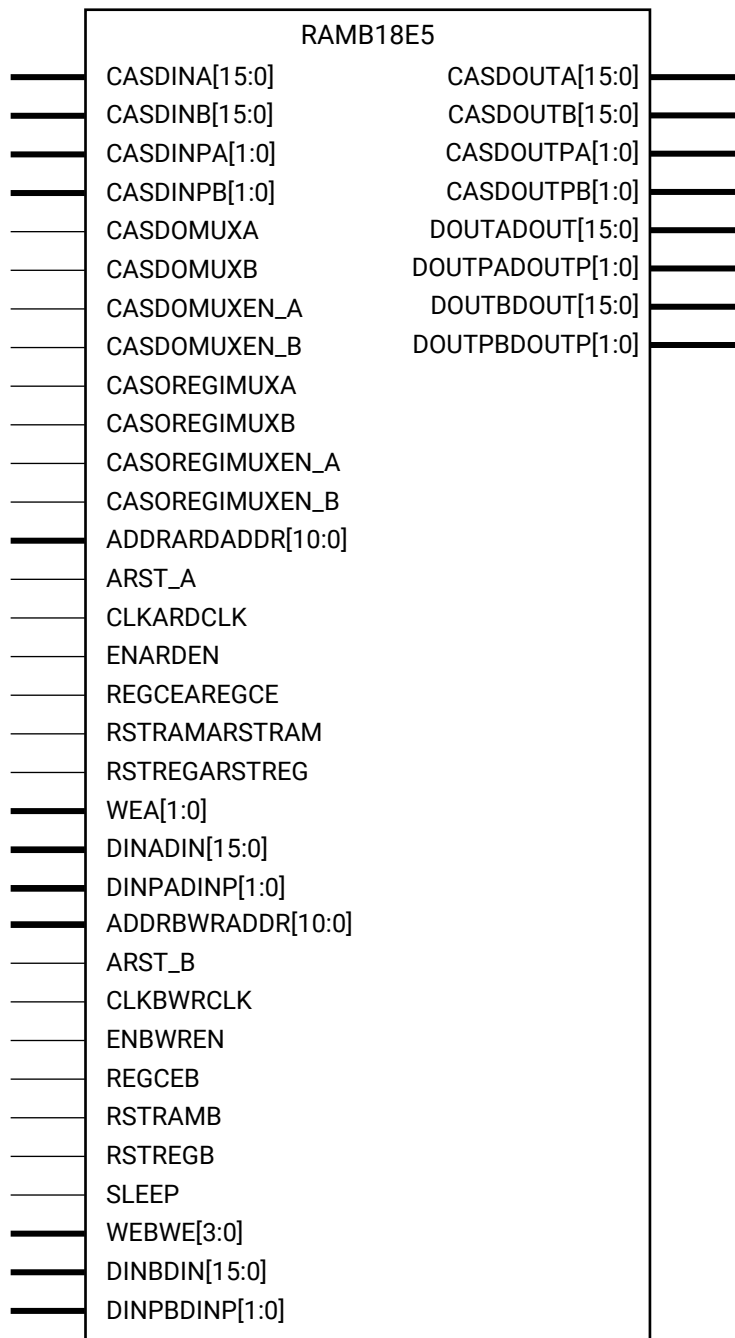 RAMB18E5
CASDINA[15:0] CASDOUTA[15:0]
CASDINB[15:0] CASDOUTB[15:0]
CASDINPA[1:0] CASDOUTPA[1:0]
CASDINPB[1:0] CASDOUTPB[1:0]
CASDOMUXA DOUTADOUT[15:0]
CASDOMUXB DOUTPADOUTP[1:0]
CASDOMUXEN_A DOUTBDOUT[15:0]
CASDOMUXEN_B DOUTPBDOUTP[1:0]
CASOREGIMUXA
CASOREGIMUXB
CASOREGIMUXEN_A
CASOREGIMUXEN_B
ADDRARDADDR[10:0]
ARST_A
CLKARDCLK
ENARDEN
REGCEAREGCE
RSTRAMARSTRAM
RSTREGARSTREG
WEA[1:0]
DINADIN[15:0]
DINPADINP[1:0]
ADDRBWRADDR[10:0]
ARST_B
CLKBWRCLK
ENBWREN
REGCEB
RSTRAMB
RSTREGB
SLEEP
WEBWE[3:0]
DINBDIN[15:0]
DINPBDINP[1:0]